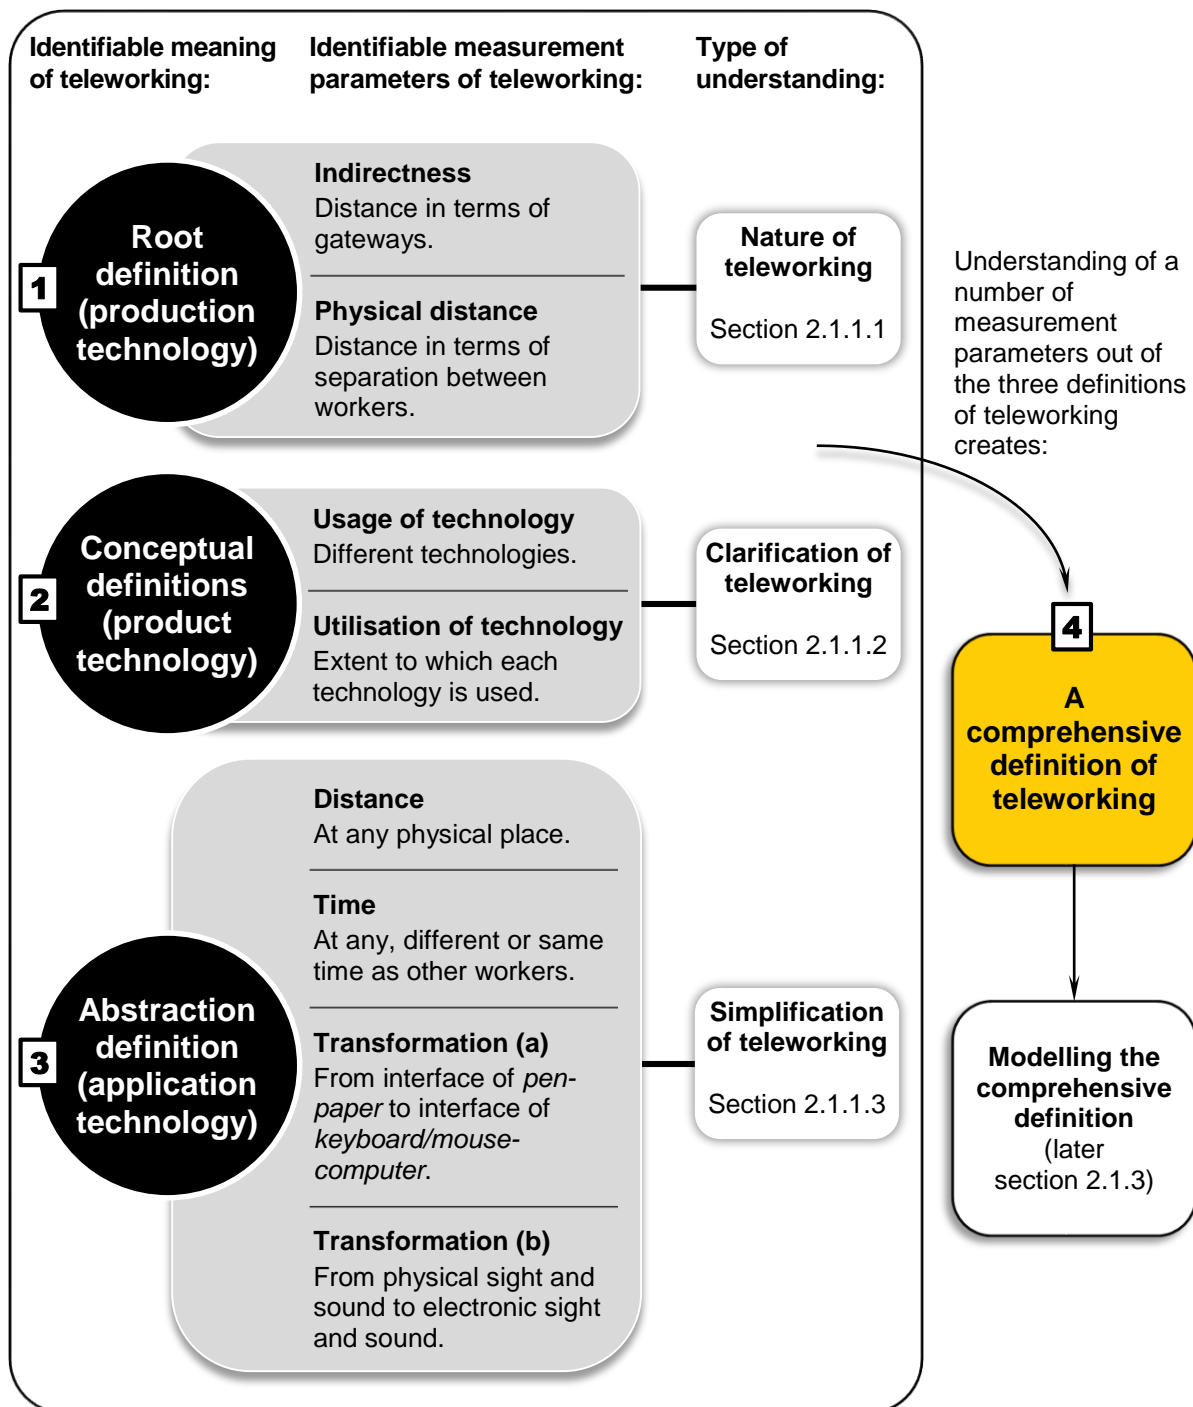 Identifiable meaning
of teleworking:
Identifiable measurement
parameters of teleworking:
Type of
understanding:
1
Root
definition
(production
technology)
Indirectness
Distance in terms of
gateways.
Physical distance
Distance in terms of
separation between
workers.
Nature of
teleworking
Section 2.1.1.1
2
Conceptual
definitions
(product
technology)
Usage of technology
Different technologies.
Utilisation of technology
Extent to which each
technology is used.
Clarification of
teleworking
Section 2.1.1.2
3
Abstraction
definition
(application
technology)
Distance
At any physical place.
Time
At any, different or same
time as other workers.
Transformation (a)
From interface of pen-
paper to interface of
keyboard/mouse-
computer.
Transformation (b)
From physical sight and
sound to electronic sight
and sound.
Simplification
of teleworking
Section 2.1.1.3
Understanding of a
number of
measurement
parameters out of
the three definitions
of teleworking
creates:
4
A
comprehensive
definition of
teleworking
Modelling the
comprehensive
definition
(later
section 2.1.3)